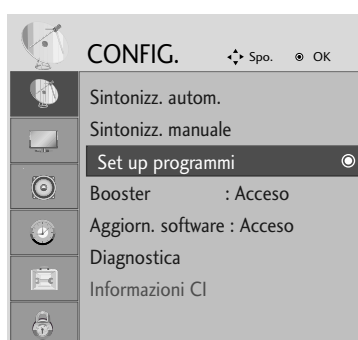 CONFIG. Spo. OK
Sintonizz. autom.
Sintonizz. manuale
Set up programmi
Booster : Acceso
Aggiorn. software : Acceso
Diagnostica
Informazioni CI